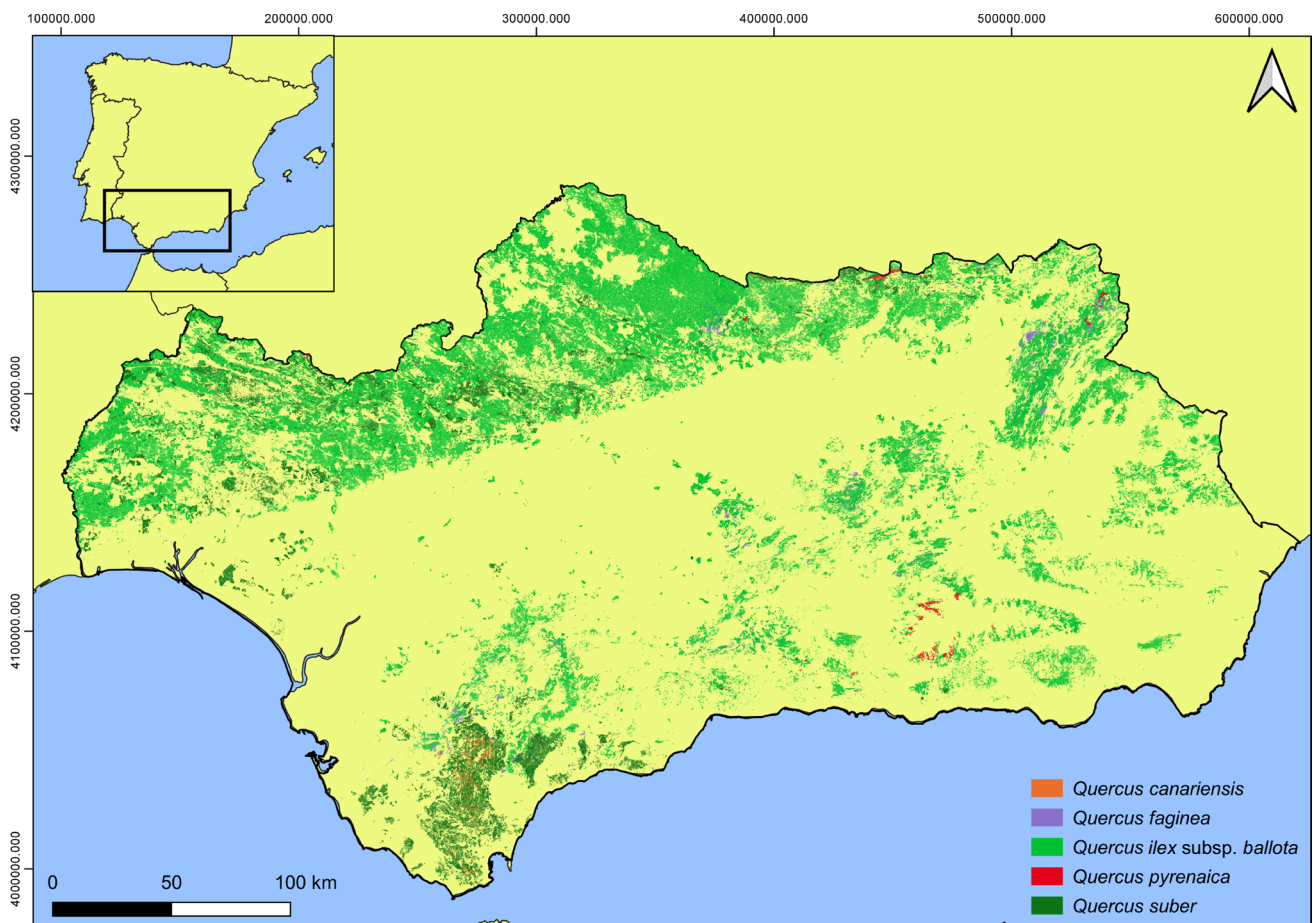 100000.000 200000.000 300000.000 400000.000 500000.000 600000.000
4300000.000
4200000.000
4100000.000
4000000.000
Quercus canariensis
Quercus faginea
Quercus ilex subsp. ballota
Quercus pyrenaica
Quercus suber
0 50 100 km